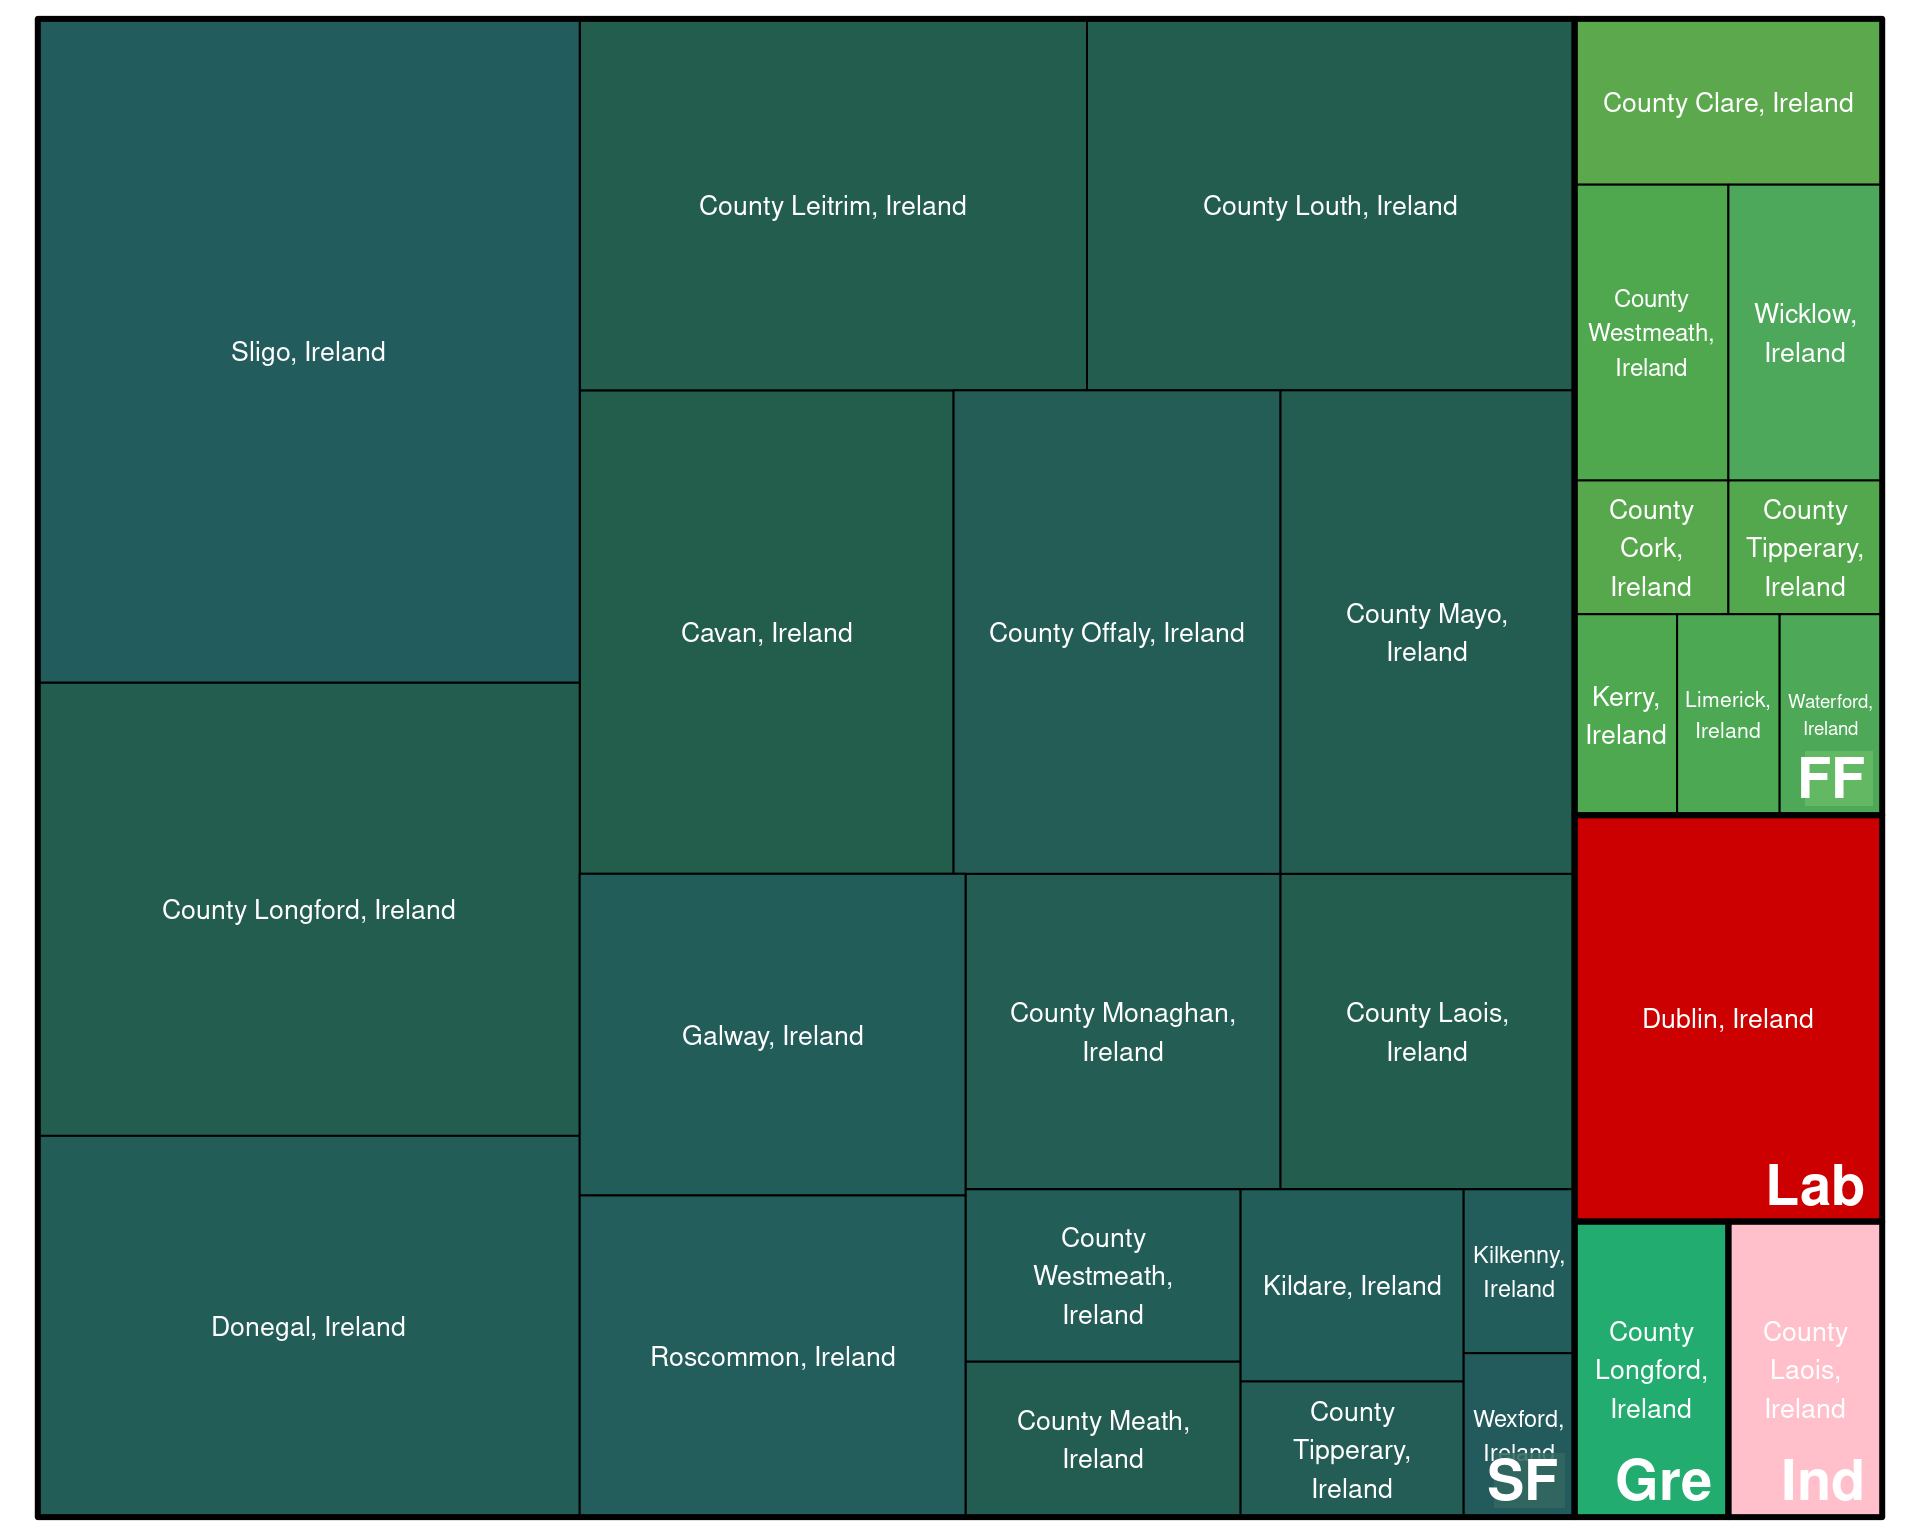 Sligo, Ireland
County Longford, Ireland
Donegal, Ireland
County Leitrim, Ireland
County Louth, Ireland
Cavan, Ireland
County Offaly, Ireland
County Mayo,
Ireland
Galway, Ireland
Roscommon, Ireland
County Monaghan,
Ireland
County Laois,
Ireland
County
Westmeath,
Ireland
County Meath,
Ireland
Kildare, Ireland
County
Tipperary,
Ireland
Kilkenny,
Ireland
Wexford,
Ireland
SF
County Clare, Ireland
County
Westmeath,
Ireland
Wicklow,
Ireland
County
Cork,
Ireland
County
Tipperary,
Ireland
Kerry,
Ireland
Limerick,
Ireland
Waterford,
Ireland
FF
Dublin, Ireland
Lab
County
Longford,
Ireland
Gre
County
Laois,
Ireland
Ind